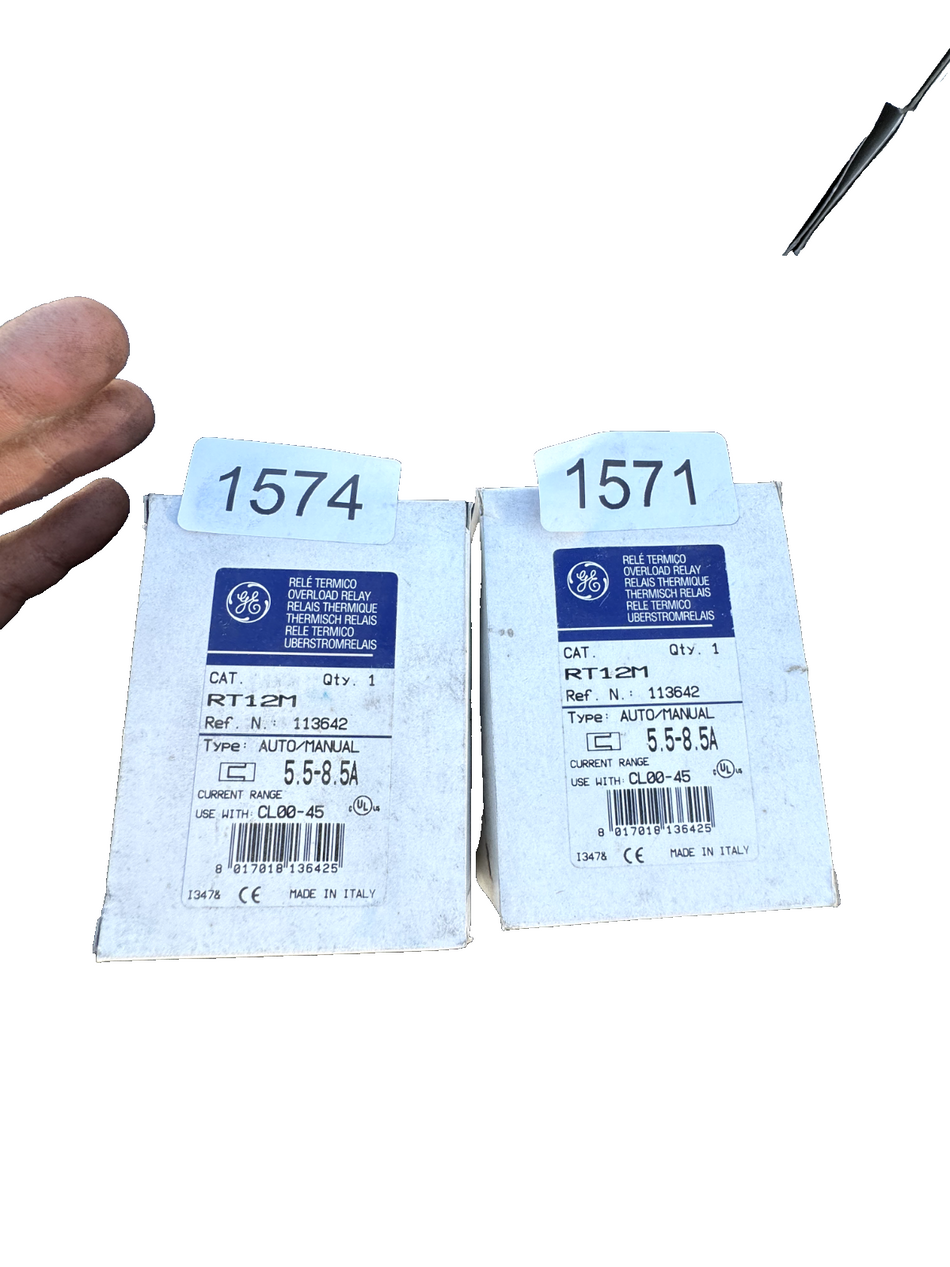 1574
GE
RELÉ TERMICO
OVERLOAD RELAY
RELAIS THERMIQUE
THERMISCH RELAIS
RELE TERMICO
UBERSTROMRELAIS
CAT. Qty. 1
RT12M
Ref. N.: 113642
Type: AUTO/MANUAL
5.5-8.5A
CURRENT RANGE
USE WITH: CL00-45 c UL us
8 017018 136425
I347& CE MADE IN ITALY
1571
GE
RELÉ TERMICO
OVERLOAD RELAY
RELAIS THERMIQUE
THERMISCH RELAIS
RELE TERMICO
UBERSTROMRELAIS
CAT. Qty. 1
RT12M
Ref. N.: 113642
Type: AUTO/MANUAL
5.5-8.5A
CURRENT RANGE
USE WITH: CL00-45 c UL us
8 017018 136425
I347& CE MADE IN ITALY